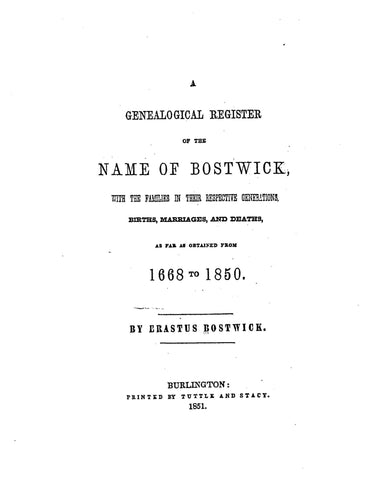 A
GENEALOGICAL REGISTER
OF THE
NAME OF BOSTWICK,
WITH THE FAMILIES IN THEIR RESPECTIVE GENERATIONS,
BIRTHS, MARRIAGES, AND DEATHS,
AS FAR AS OBTAINED FROM
1668 TO 1850.
BY ERASTUS BOSTWICK.
BURLINGTON:
PRINTED BY TUTTLE AND STACY.
1851.